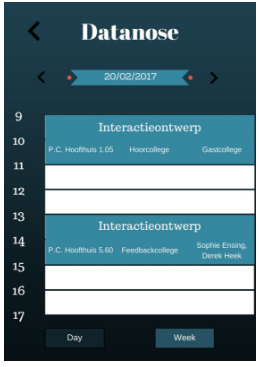 Datanose
20/02/2017
9
Interactieontwerp
10
P.C. Hoofthuis 1.05 Hoorcollege Gastcollege
11
12
13
Interactieontwerp
14
P.C. Hoofthuis 5.60 Feedbackcollege Sophie Ensing,
Derek Heek
15
16
17
Day Week